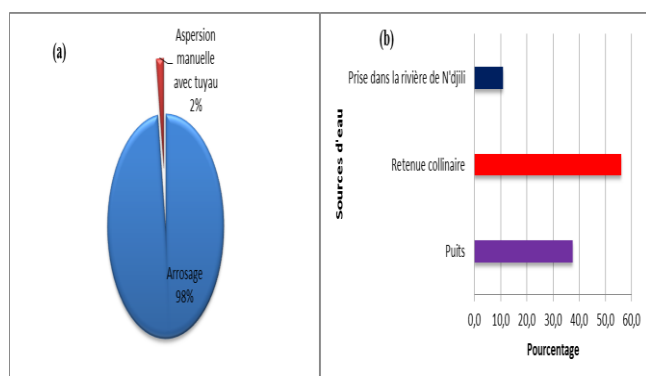 (a)
Aspersion
manuelle
avec tuyau
2%
Arrosage
98%
(b)
Sources d'eau
Prise dans la rivière de N'djili
Retenue collinaire
Puits
0,0 10,0 20,0 30,0 40,0 50,0 60,0
Pourcentage